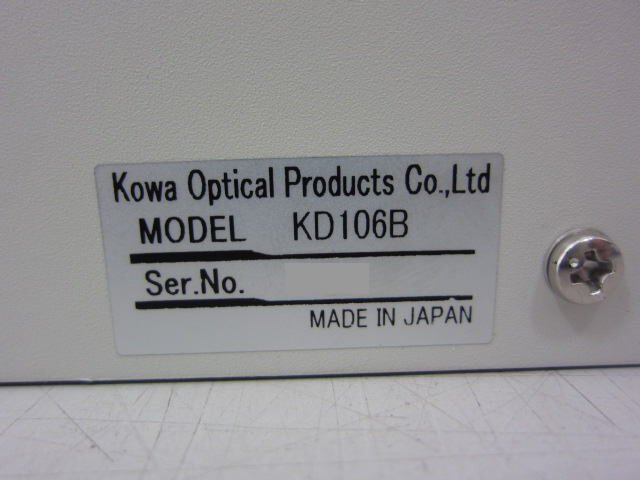 Kowa Optical Products Co.,Ltd
MODEL KD106B
Ser.No.
MADE IN JAPAN